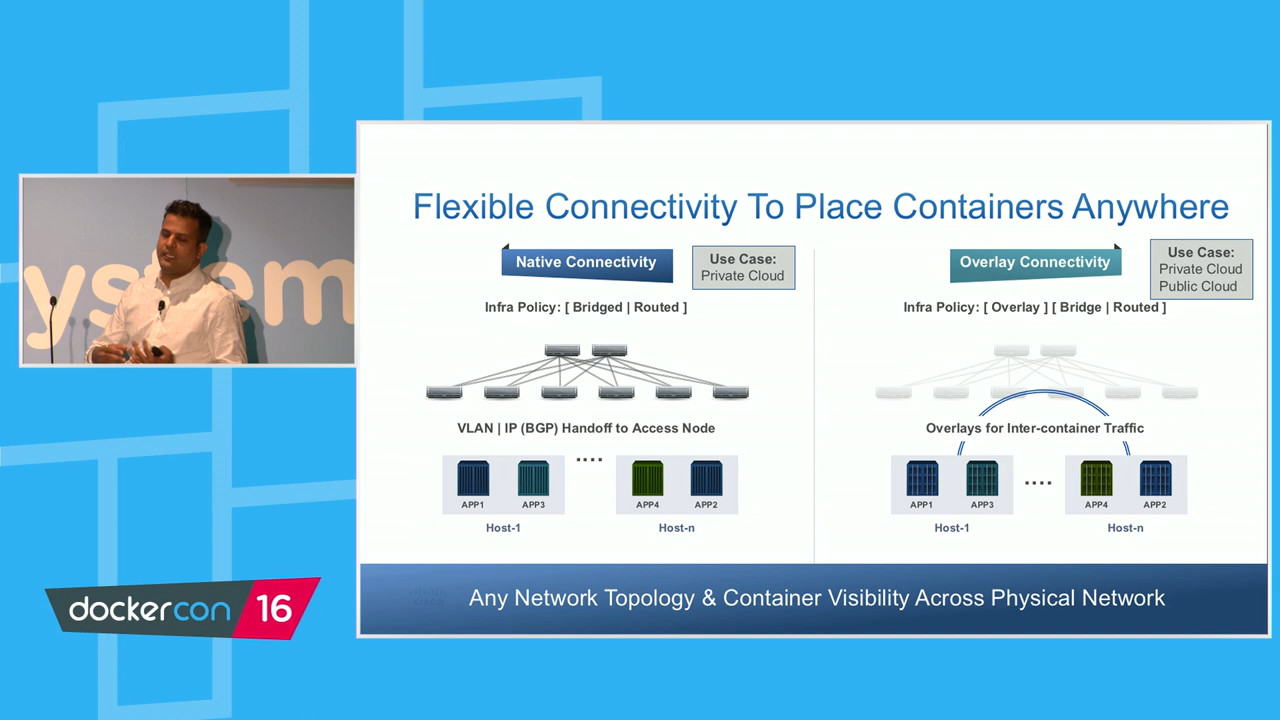 ystem
Flexible Connectivity To Place Containers Anywhere
Native Connectivity
Use Case:
Private Cloud
Infra Policy: [ Bridged | Routed ]
VLAN | IP (BGP) Handoff to Access Node
....
APP1
APP3
APP4
APP2
Host-1
Host-n
Overlay Connectivity
Use Case:
Private Cloud
Public Cloud
Infra Policy: [ Overlay ] [ Bridge | Routed ]
Overlays for Inter-container Traffic
....
APP1
APP3
APP4
APP2
Host-1
Host-n
Any Network Topology & Container Visibility Across Physical Network
dockercon 16